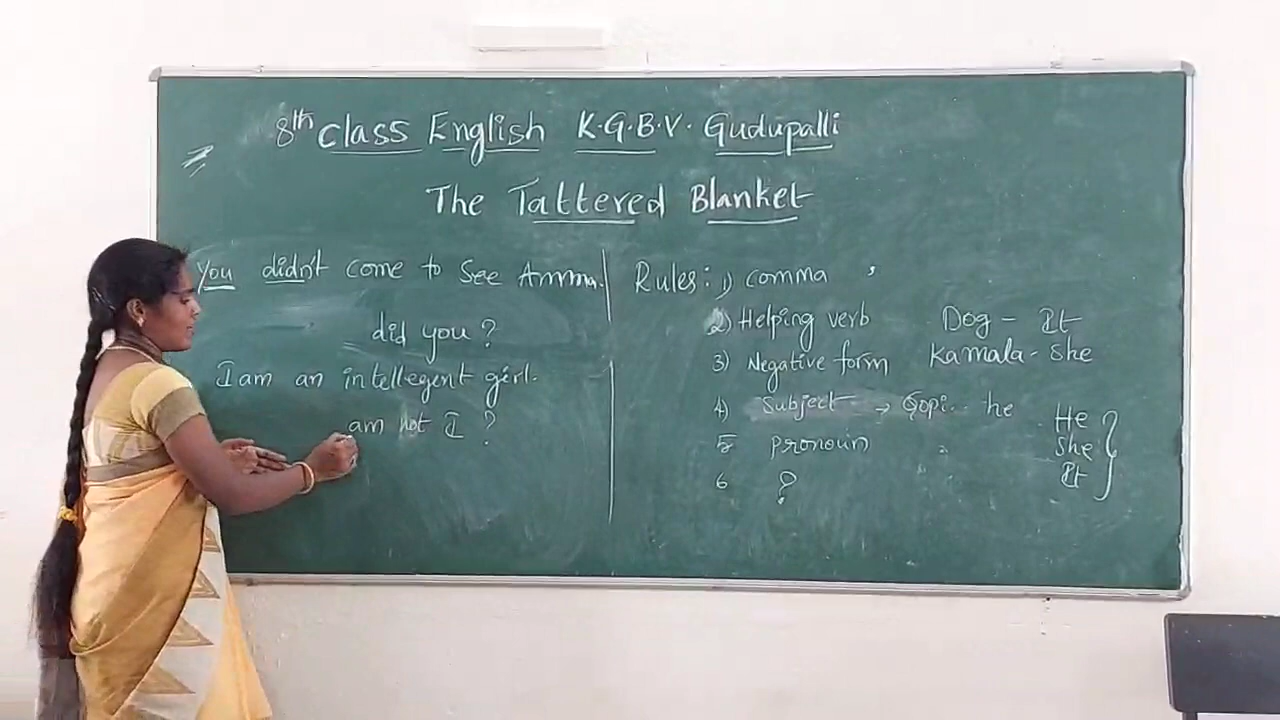 8th Class English K.G.B.V. Gudupalli
The Tattered Blanket
You didn't come to See Amma.
did you?
I am an intellegent girl.
am not I ?
Rules: 1) comma ,
2) Helping verb
3) Negative form
4) Subject → Gopi.. he
5 pronouin
6 ?
Dog - It
Kamala - She
He
She
It